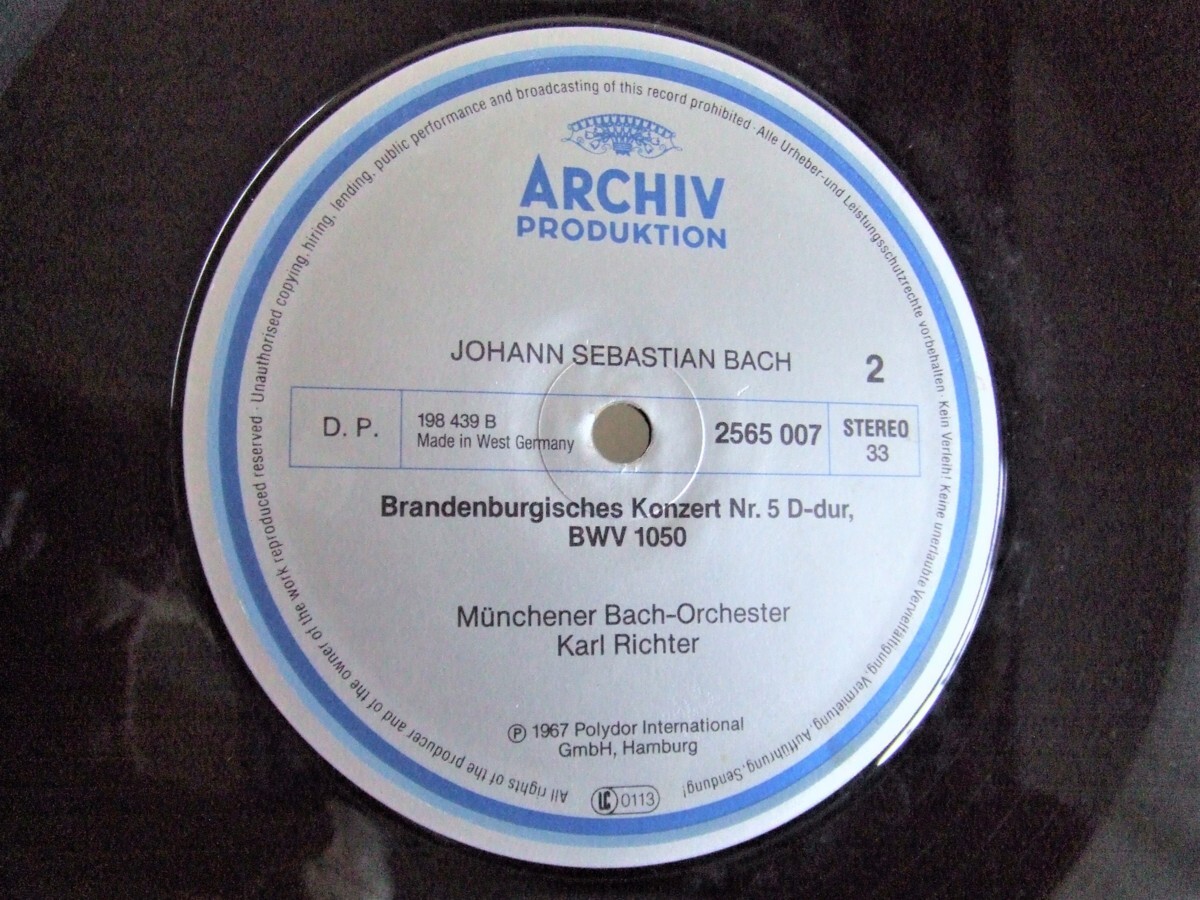 ARCHIV
PRODUKTION
JOHANN SEBASTIAN BACH
2
D. P.
198 439 B
Made in West Germany
2565 007
STEREO
33
Brandenburgisches Konzert Nr. 5 D-dur,
BWV 1050
Münchener Bach-Orchester
Karl Richter
℗ 1967 Polydor International
GmbH, Hamburg
LC 0113
All rights of the producer and of the owner of the work reproduced reserved · Unauthorised copying, hiring, lending, public performance and broadcasting of this record prohibited · Alle Urheber- und Leistungsschutzrechte vorbehalten · Kein Verleih! Keine unerlaubte Vervielfältigung, Vermietung, Aufführung, Sendung!